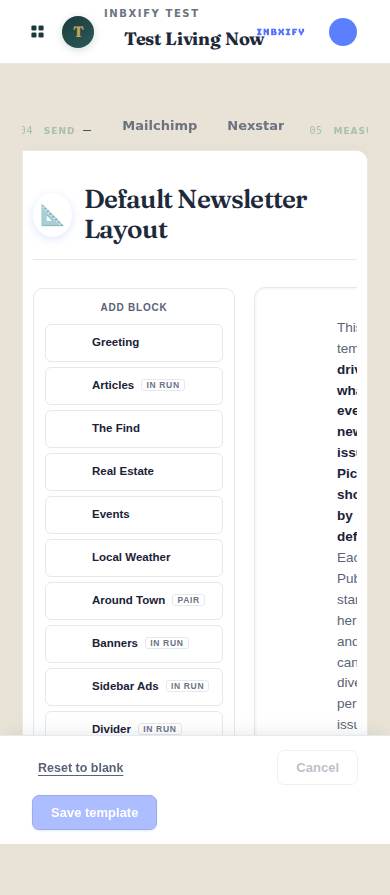 INBXIFY TEST
T Test Living Now INBXIFY
04 SEND — Mailchimp Nexstar 05
Default Newsletter
Layout
ADD BLOCK
Greeting
Articles IN RUN
The Find
Real Estate
Events
Local Weather
Around Town PAIR
Banners IN RUN
Sidebar Ads IN RUN
Divider IN RUN
This
tem
driv
wha
eve
new
issu
Pic
sho
by
def
Eac
Pub
star
her
and
can
dive
per
issu
Reset to blank Cancel
Save template